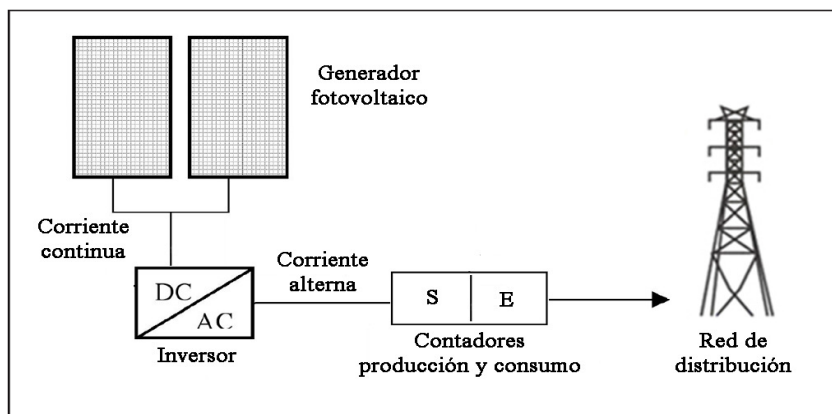 Generador
fotovoltaico
Corriente
continua
Corriente
alterna
DC
AC
S
E
Inversor
Contadores
producción y consumo
Red de
distribución